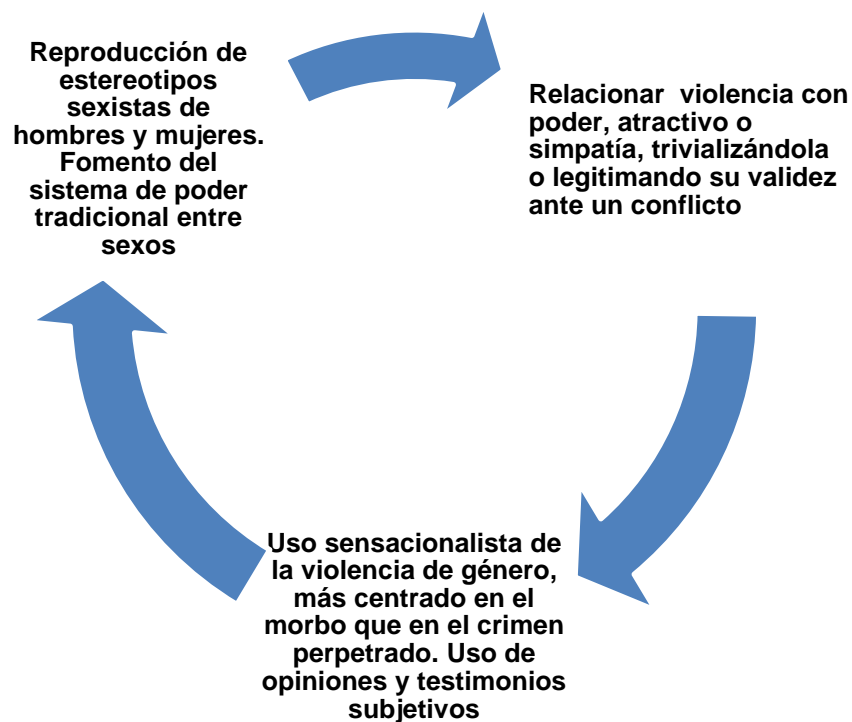 Reproducción de
estereotipos
sexistas de
hombres y mujeres.
Fomento del
sistema de poder
tradicional entre
sexos
Relacionar violencia con
poder, atractivo o
simpatía, trivializándola
o legitimando su validez
ante un conflicto
Uso sensacionalista de
la violencia de género,
más centrado en el
morbo que en el crimen
perpetrado. Uso de
opiniones y testimonios
subjetivos